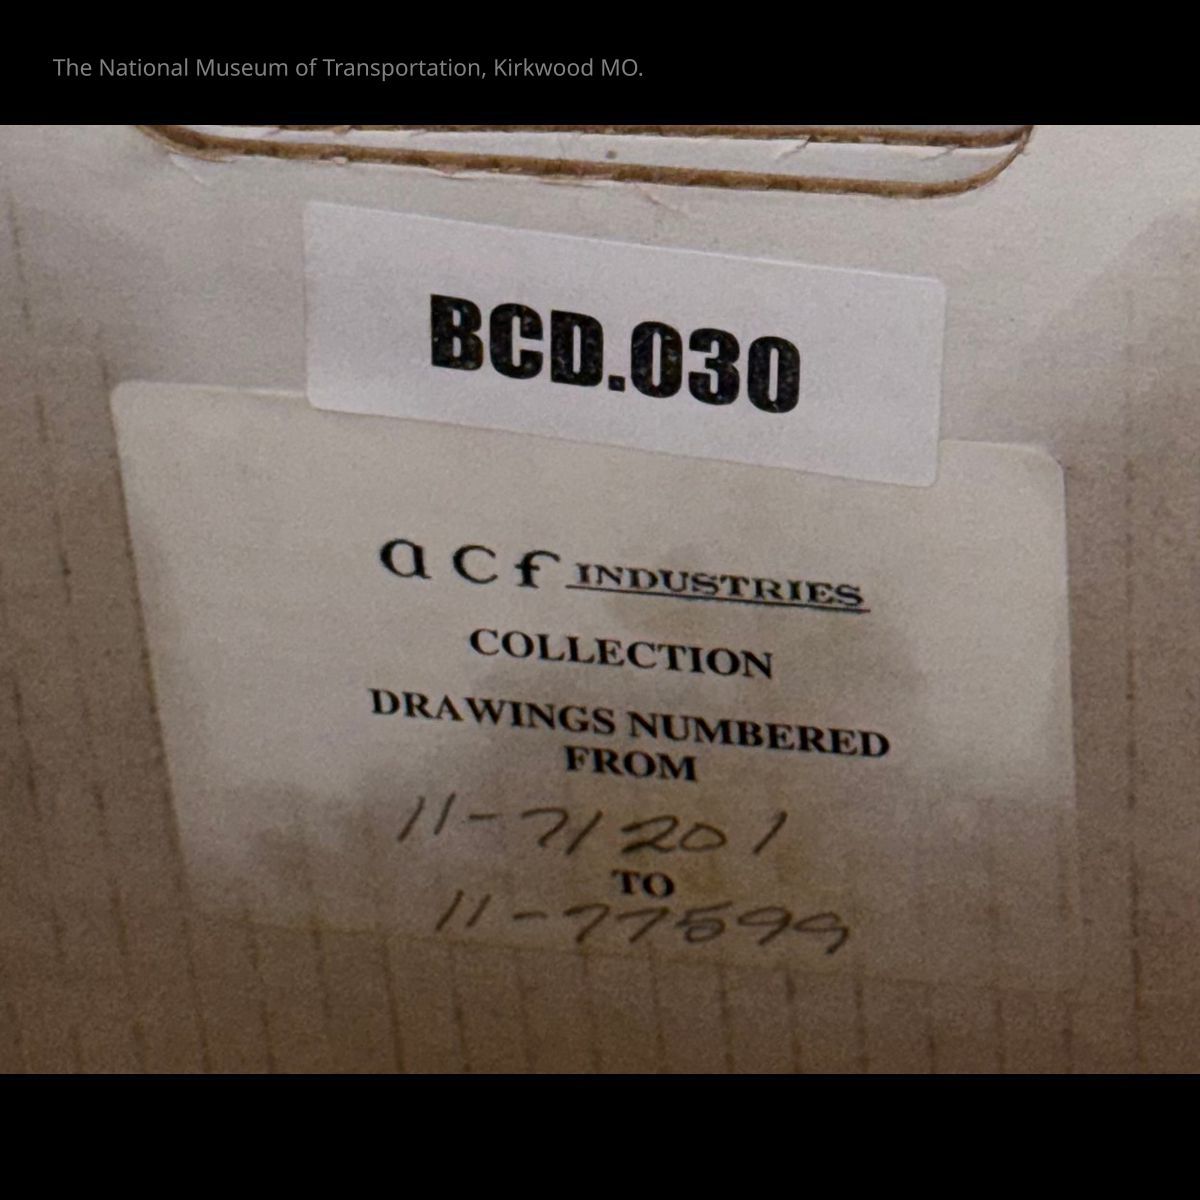 The National Museum of Transportation, Kirkwood MO.
BCD.030
acf INDUSTRIES
COLLECTION
DRAWINGS NUMBERED
FROM
11-71201
TO
11-77599